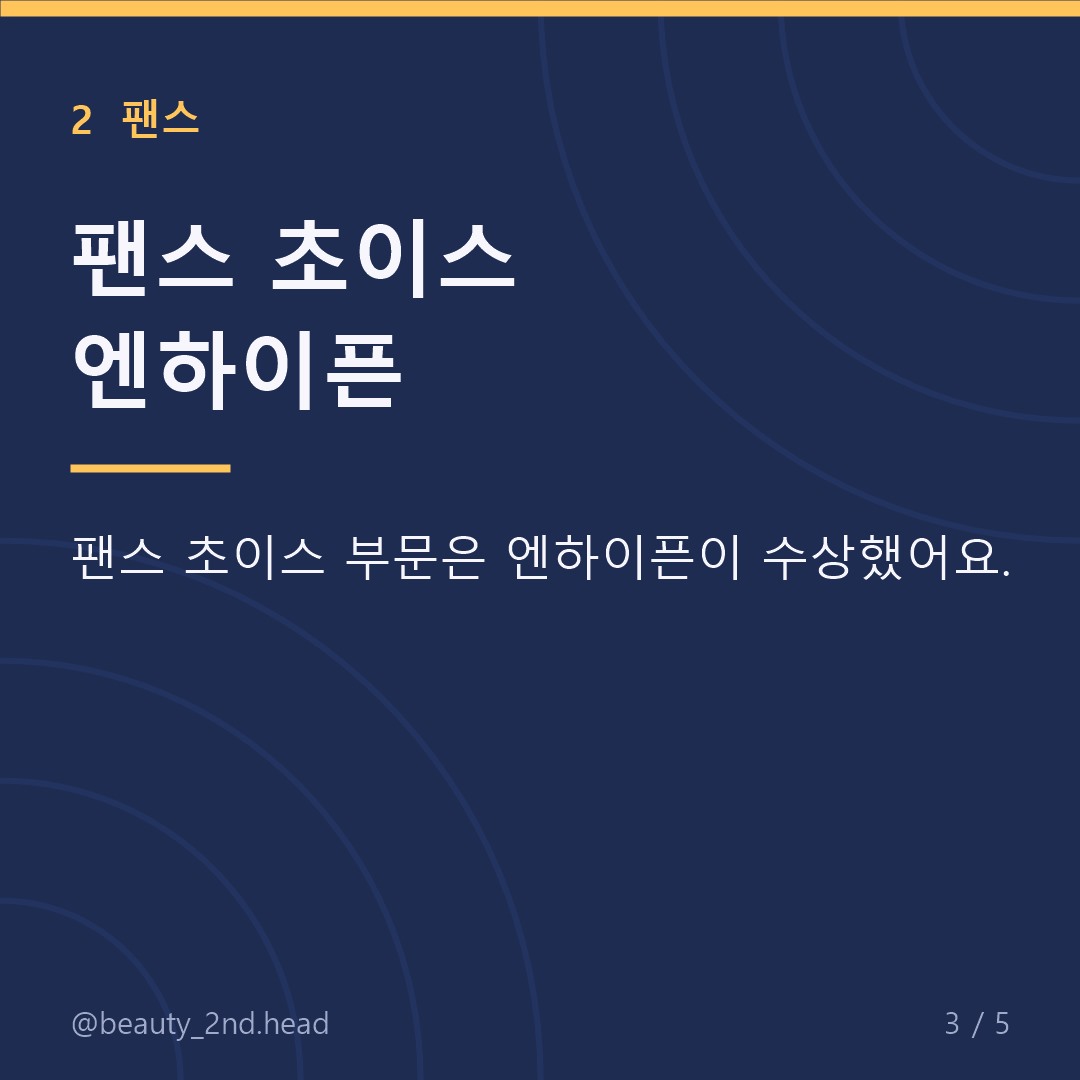 2 팬스
팬스 초이스
엔하이픈
팬스 초이스 부문은 엔하이픈이 수상했어요.
@beauty_2nd.head
3 / 5